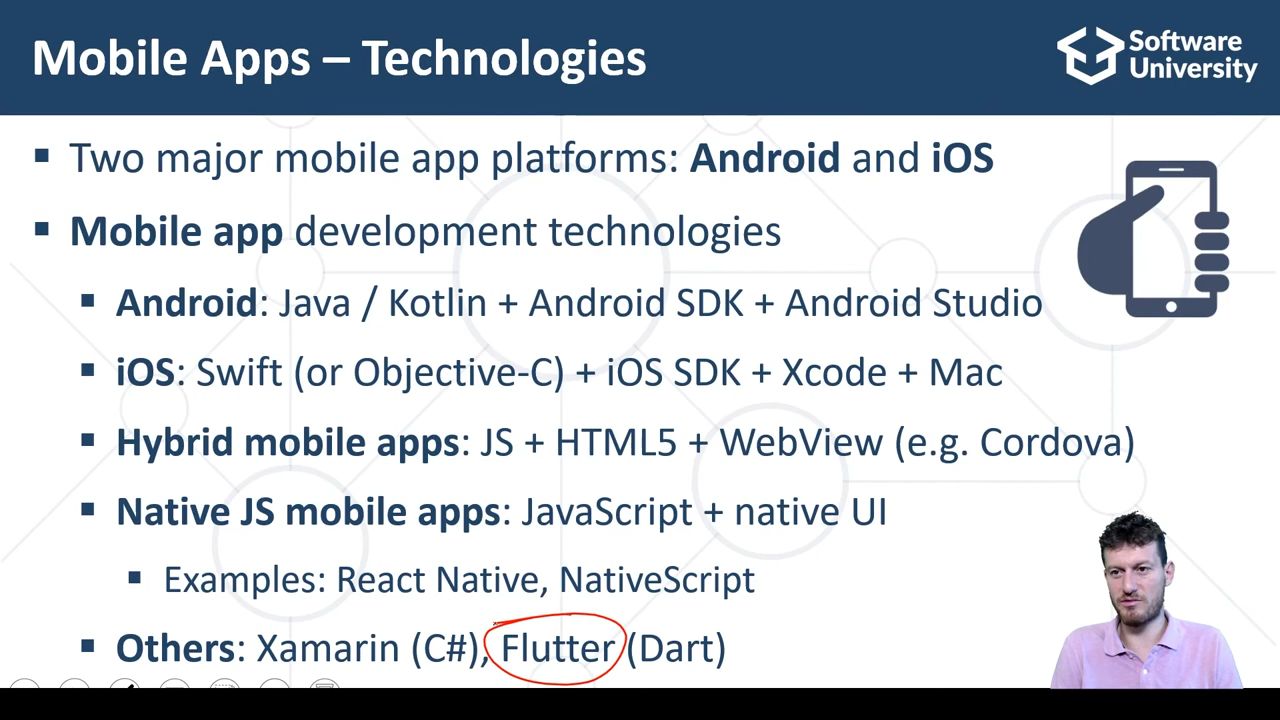 Mobile Apps – Technologies
Software
University
▪ Two major mobile app platforms: Android and iOS
▪ Mobile app development technologies
▪ Android: Java / Kotlin + Android SDK + Android Studio
▪ iOS: Swift (or Objective-C) + iOS SDK + Xcode + Mac
▪ Hybrid mobile apps: JS + HTML5 + WebView (e.g. Cordova)
▪ Native JS mobile apps: JavaScript + native UI
▪ Examples: React Native, NativeScript
▪ Others: Xamarin (C#), Flutter (Dart)